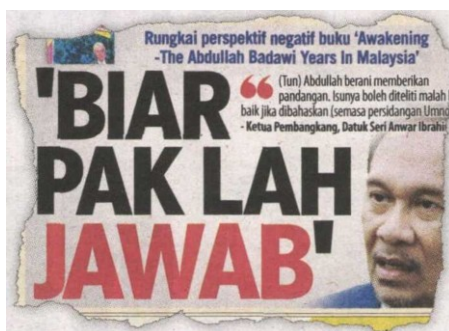 Rungkai perspektif negatif buku 'Awakening
-The Abdullah Badawi Years In Malaysia'
'BIAR
PAK LAH
JAWAB'
“ (Tun) Abdullah berani memberikan
pandangan. Isunya boleh diteliti malah
baik jika dibahaskan (semasa persidangan Umno
- Ketua Pembangkang, Datuk Seri Anwar Ibrahi